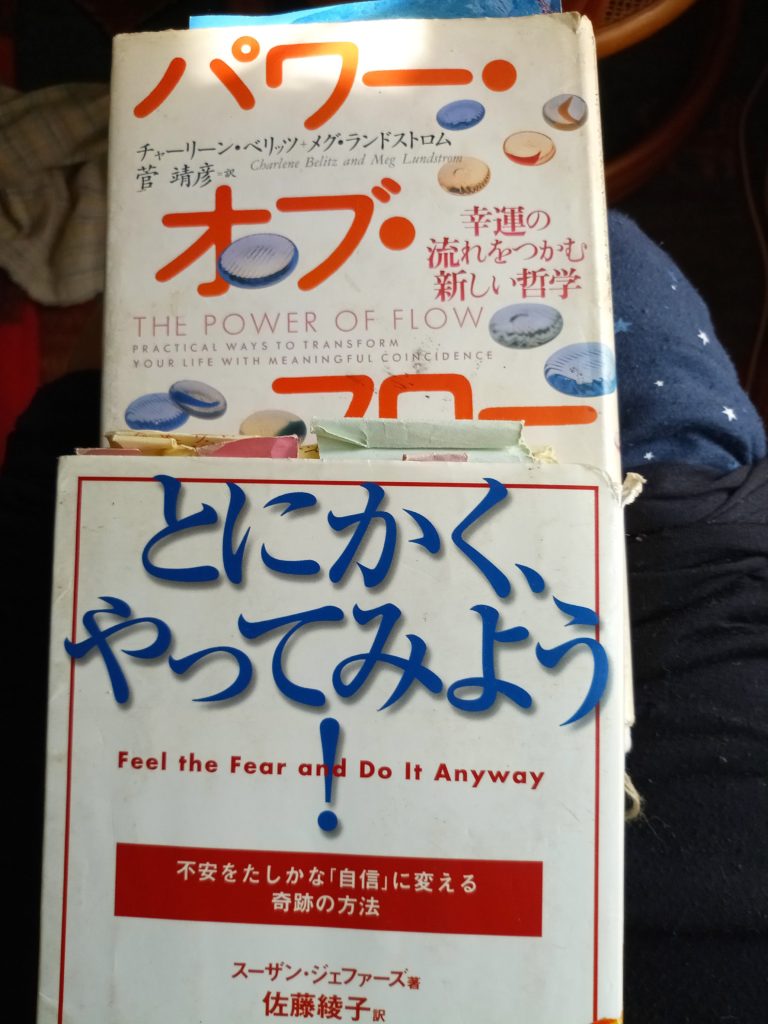 パワー・
チャーリーン・ベリッツ+メグ・ランドストロム
Charlene Belitz and Meg Lundstrom
菅 靖彦=訳
オブ・
幸運の
流れをつかむ
新しい哲学
THE POWER OF FLOW
PRACTICAL WAYS TO TRANSFORM
YOUR LIFE WITH MEANINGFUL COINCIDENCE
フロー
とにかく、
やってみよう
!
Feel the Fear and Do It Anyway
不安をたしかな「自信」に変える
奇跡の方法
スーザン・ジェファーズ著
佐藤綾子訳